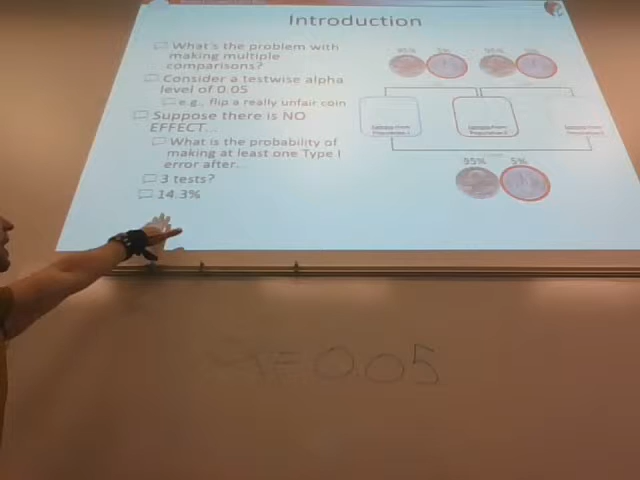 Introduction
What's the problem with
making multiple
comparisons?
Consider a testwise alpha
level of 0.05
e.g., flip a really unfair coin
Suppose there is NO
EFFECT...
What is the probability of
making at least one Type I
error after...
3 tests?
14.3%
95% 5% 95% 5%
95% 5%
= 0.05